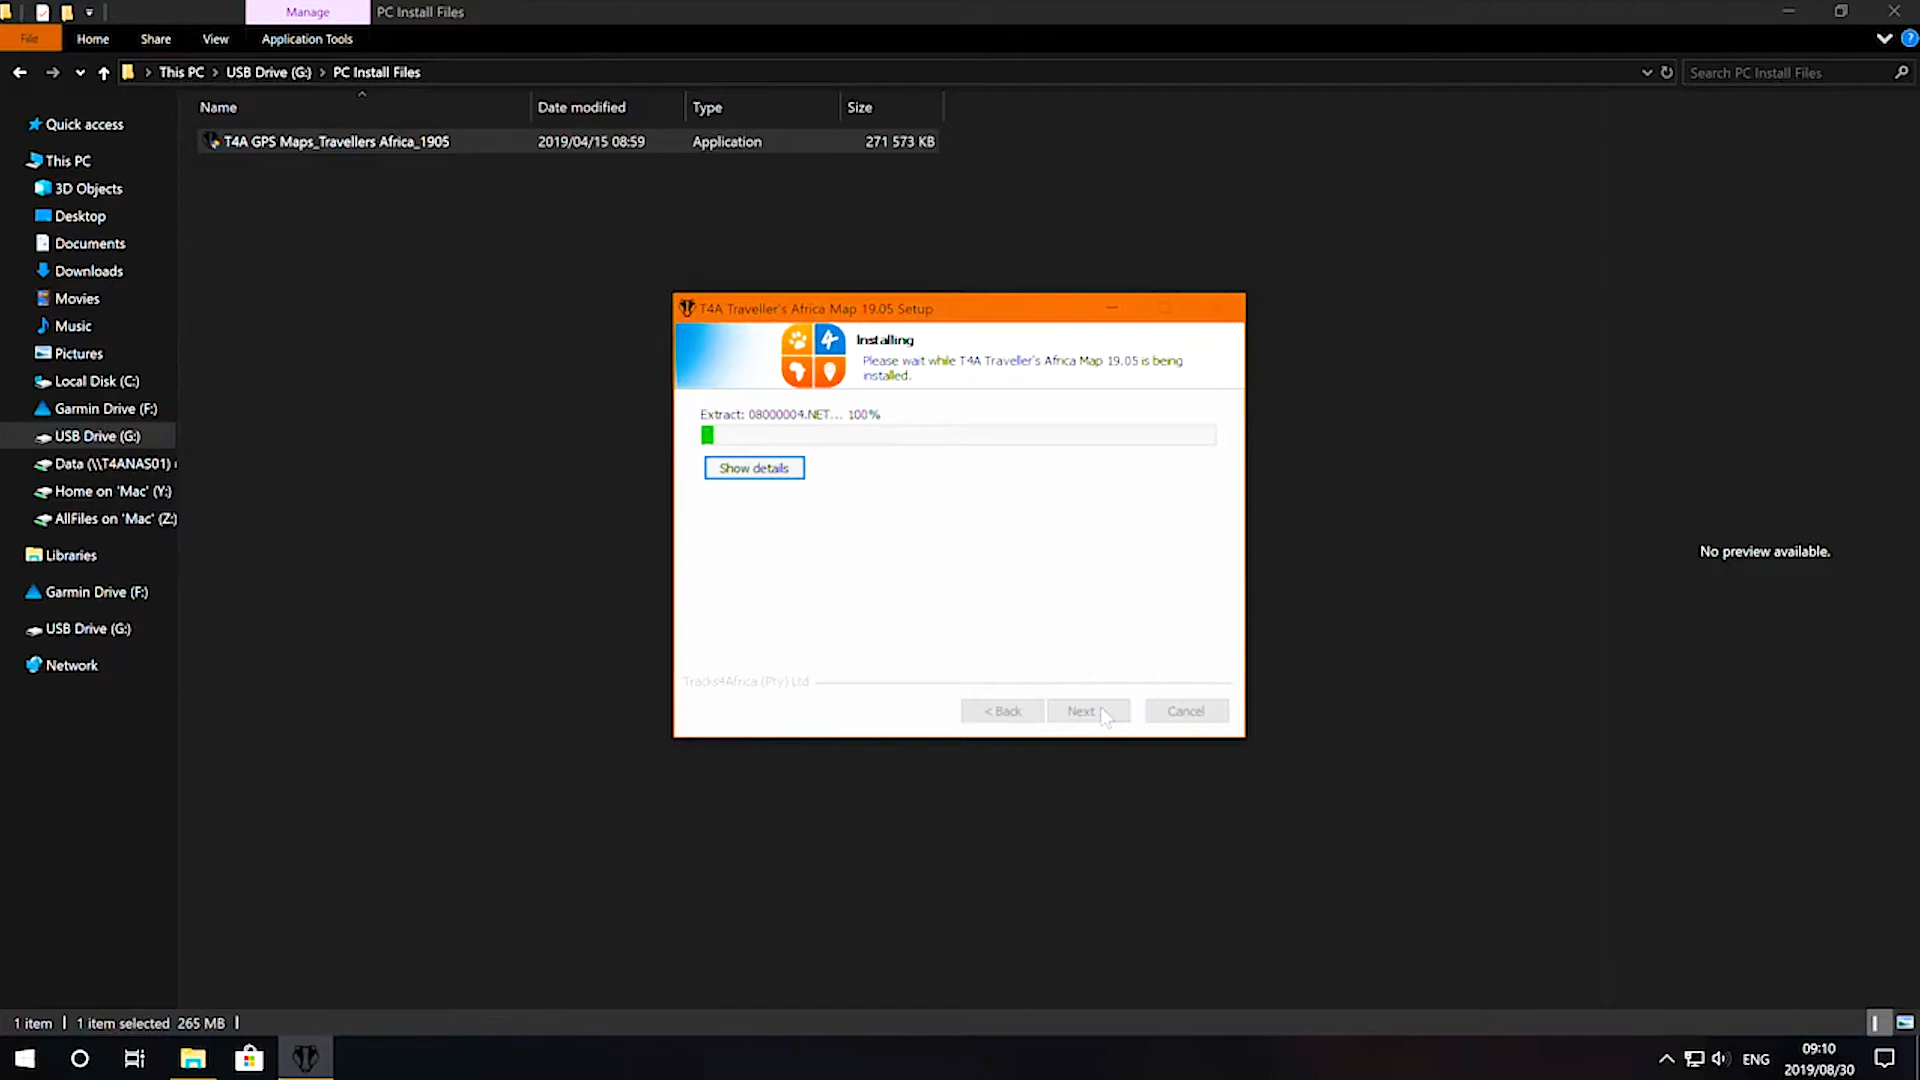 Manage
PC Install Files
File
Home
Share
View
Application Tools
This PC
USB Drive (G:)
PC Install Files
Search PC Install Files
Name
Date modified
Type
Size
T4A GPS Maps_Travellers Africa_1905
2019/04/15 08:59
Application
271 573 KB
Quick access
This PC
3D Objects
Desktop
Documents
Downloads
Movies
Music
Pictures
Local Disk (C:)
Garmin Drive (F:)
USB Drive (G:)
Data (\\T4ANAS01)
Home on 'Mac' (Y:)
AllFiles on 'Mac' (Z:)
Libraries
Garmin Drive (F:)
USB Drive (G:)
Network
T4A Traveller's Africa Map 19.05 Setup
Installing
Please wait while T4A Traveller's Africa Map 19.05 is being
installed.
Extract: 08000004.NET... 100%
Show details
Tracks4Africa (Pty) Ltd
< Back
Next
Cancel
No preview available.
1 item
1 item selected 265 MB
ENG
09:10
2019/08/30